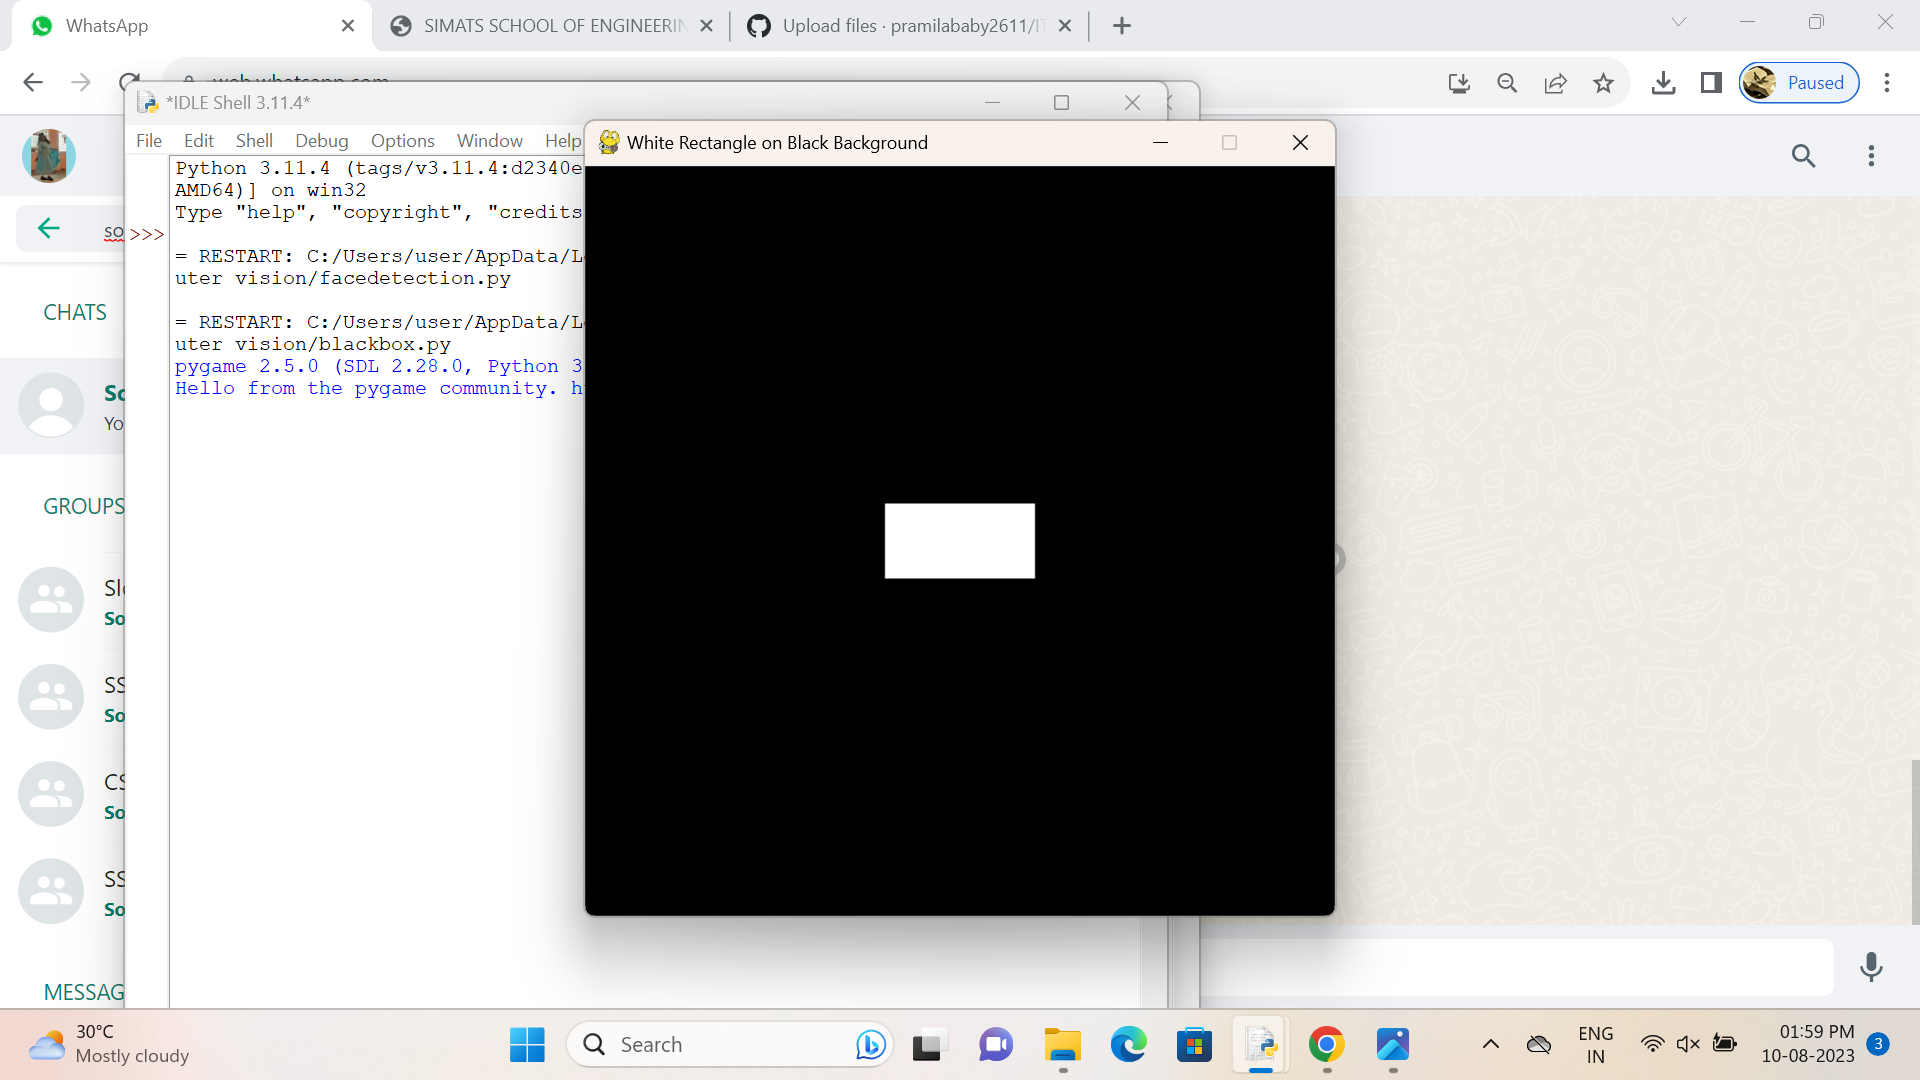 WhatsApp
SIMATS SCHOOL OF ENGINEERIN
Upload files · pramilababy2611/IT
web.whatsapp.com
Paused
*IDLE Shell 3.11.4*
File Edit Shell Debug Options Window Help
White Rectangle on Black Background
Python 3.11.4 (tags/v3.11.4:d2340e
AMD64)] on win32
Type "help", "copyright", "credits
>>>
= RESTART: C:/Users/user/AppData/L
uter vision/facedetection.py
= RESTART: C:/Users/user/AppData/L
uter vision/blackbox.py
pygame 2.5.0 (SDL 2.28.0, Python 3
Hello from the pygame community. h
so
CHATS
So
Yo
GROUPS
Sl
So
SS
So
CS
So
SS
So
MESSAG
30°C
Mostly cloudy
Search
ENG
IN
01:59 PM
10-08-2023
3